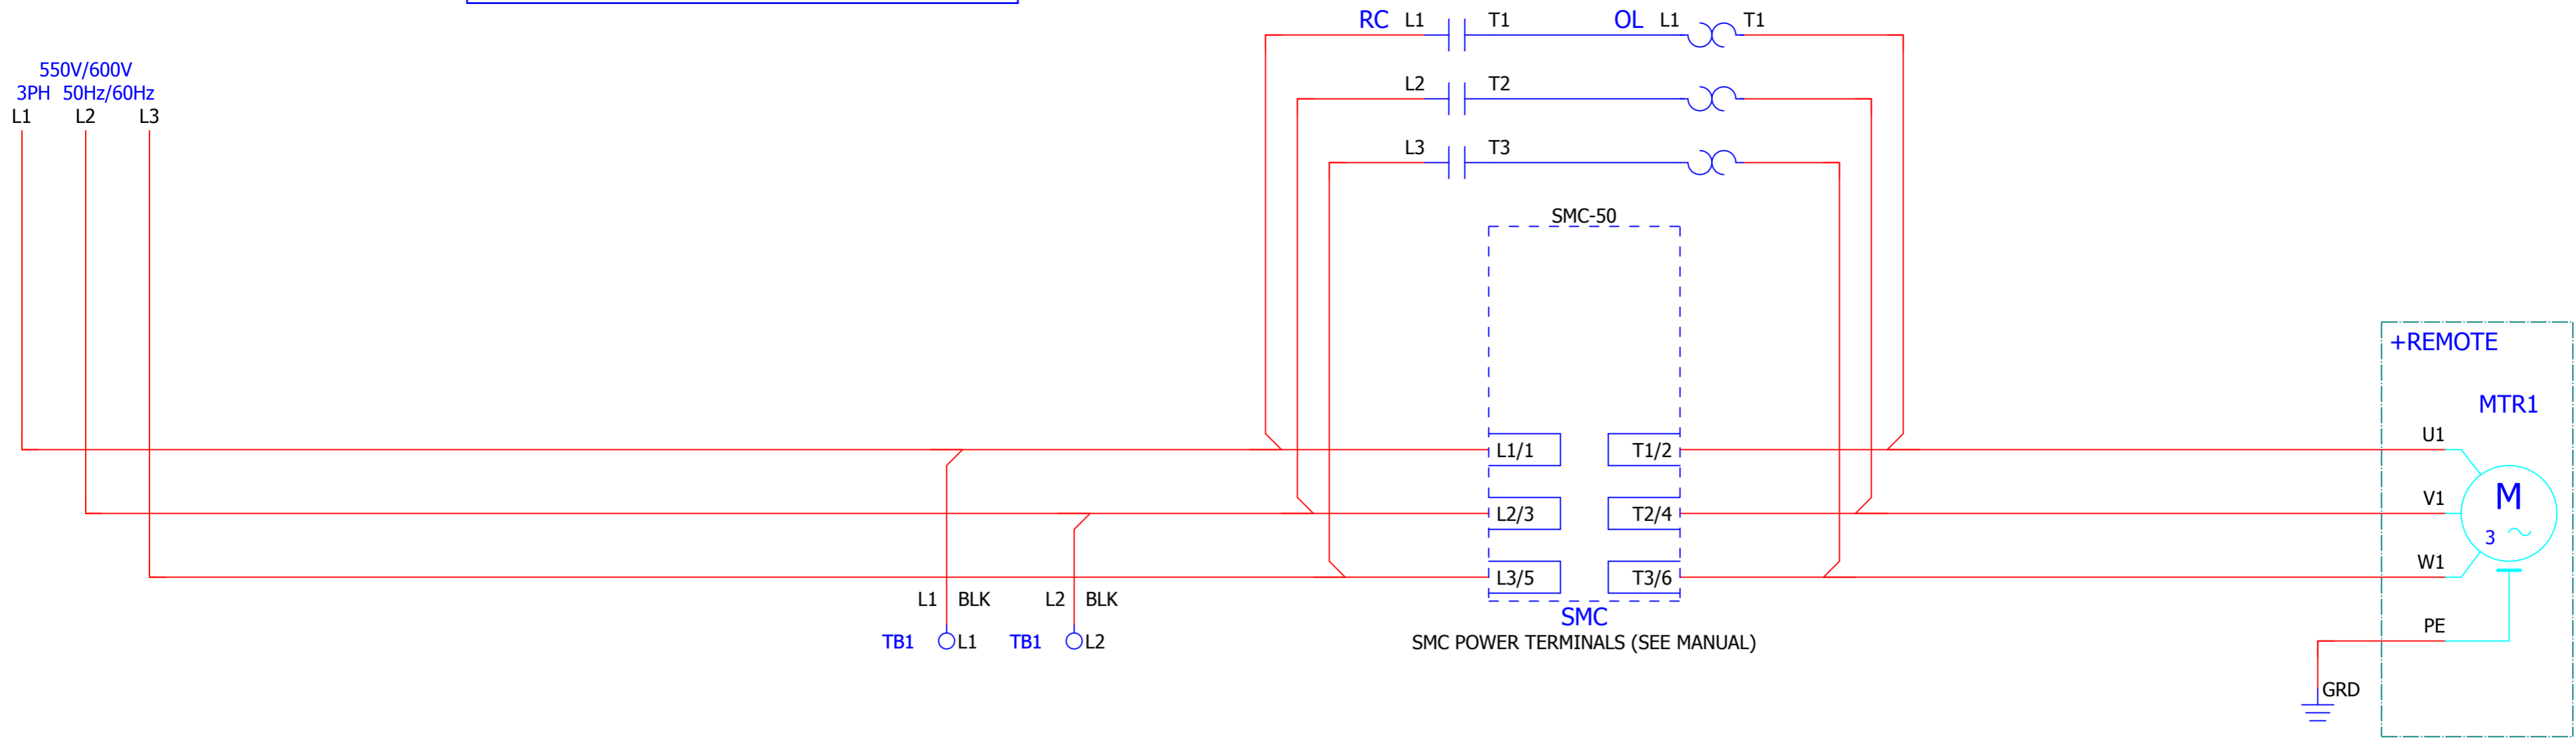 RC L1 T1 OL L1 T1
550V/600V
3PH 50Hz/60Hz
L1 L2 L3
L2 T2
L3 T3
SMC-50
+REMOTE
MTR1
L1/1 T1/2 U1
L2/3 T2/4 V1
M
3
L3/5 T3/6 W1
L1 BLK L2 BLK
SMC
TB1 L1 TB1 L2
SMC POWER TERMINALS (SEE MANUAL)
PE
GRD